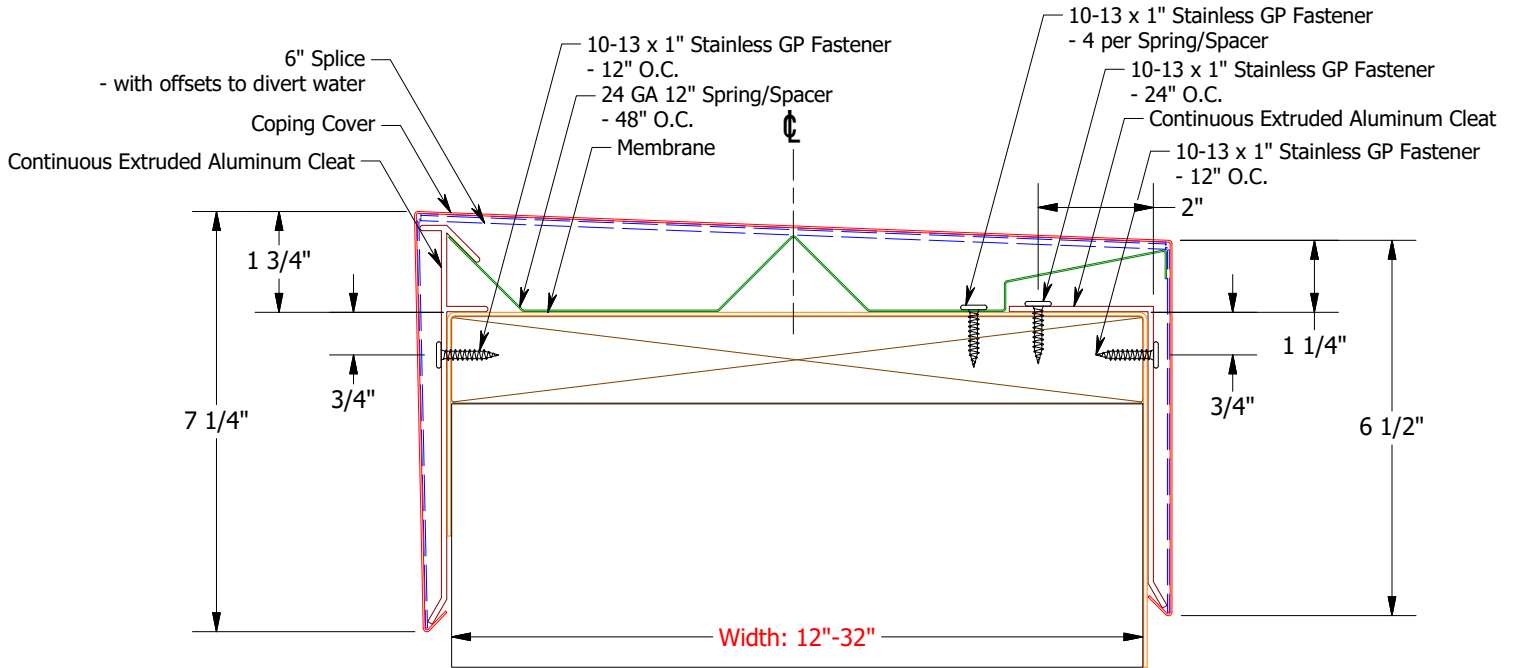 6" Splice
- with offsets to divert water
Coping Cover
Continuous Extruded Aluminum Cleat
10-13 x 1" Stainless GP Fastener
- 12" O.C.
24 GA 12" Spring/Spacer
- 48" O.C.
Membrane
℄
10-13 x 1" Stainless GP Fastener
- 4 per Spring/Spacer
10-13 x 1" Stainless GP Fastener
- 24" O.C.
Continuous Extruded Aluminum Cleat
10-13 x 1" Stainless GP Fastener
- 12" O.C.
2"
1 3/4"
3/4"
7 1/4"
1 1/4"
3/4"
6 1/2"
Width: 12"-32"